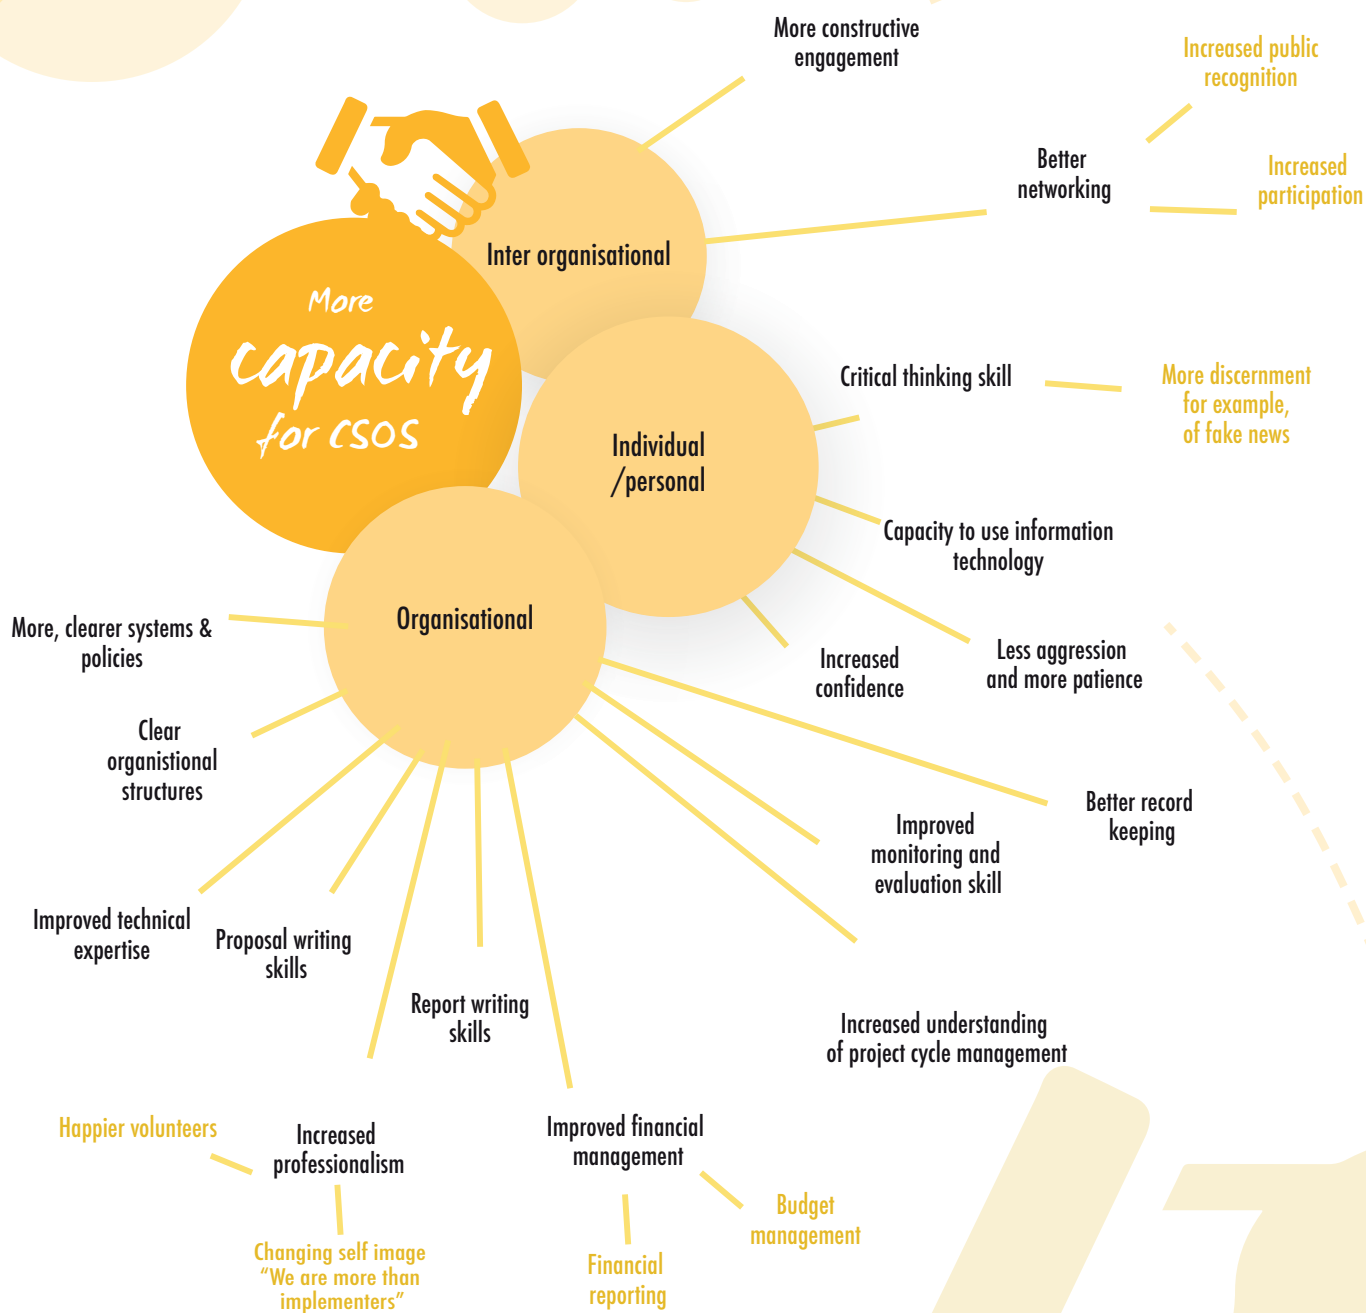 More constructive
engagement
Increased public
recognition
Better
networking
Increased
participation
Inter organisational
More
capacity
for CSOS
Critical thinking skill
More discernment
for example,
of fake news
Individual
/personal
Capacity to use information
technology
Less aggression
and more patience
Increased
confidence
Organisational
More, clearer systems &
policies
Clear
organistional
structures
Better record
keeping
Improved
monitoring and
evaluation skill
Improved technical
expertise
Proposal writing
skills
Report writing
skills
Increased understanding
of project cycle management
Happier volunteers
Increased
professionalism
Improved financial
management
Budget
management
Changing self image
“We are more than
implementers”
Financial
reporting